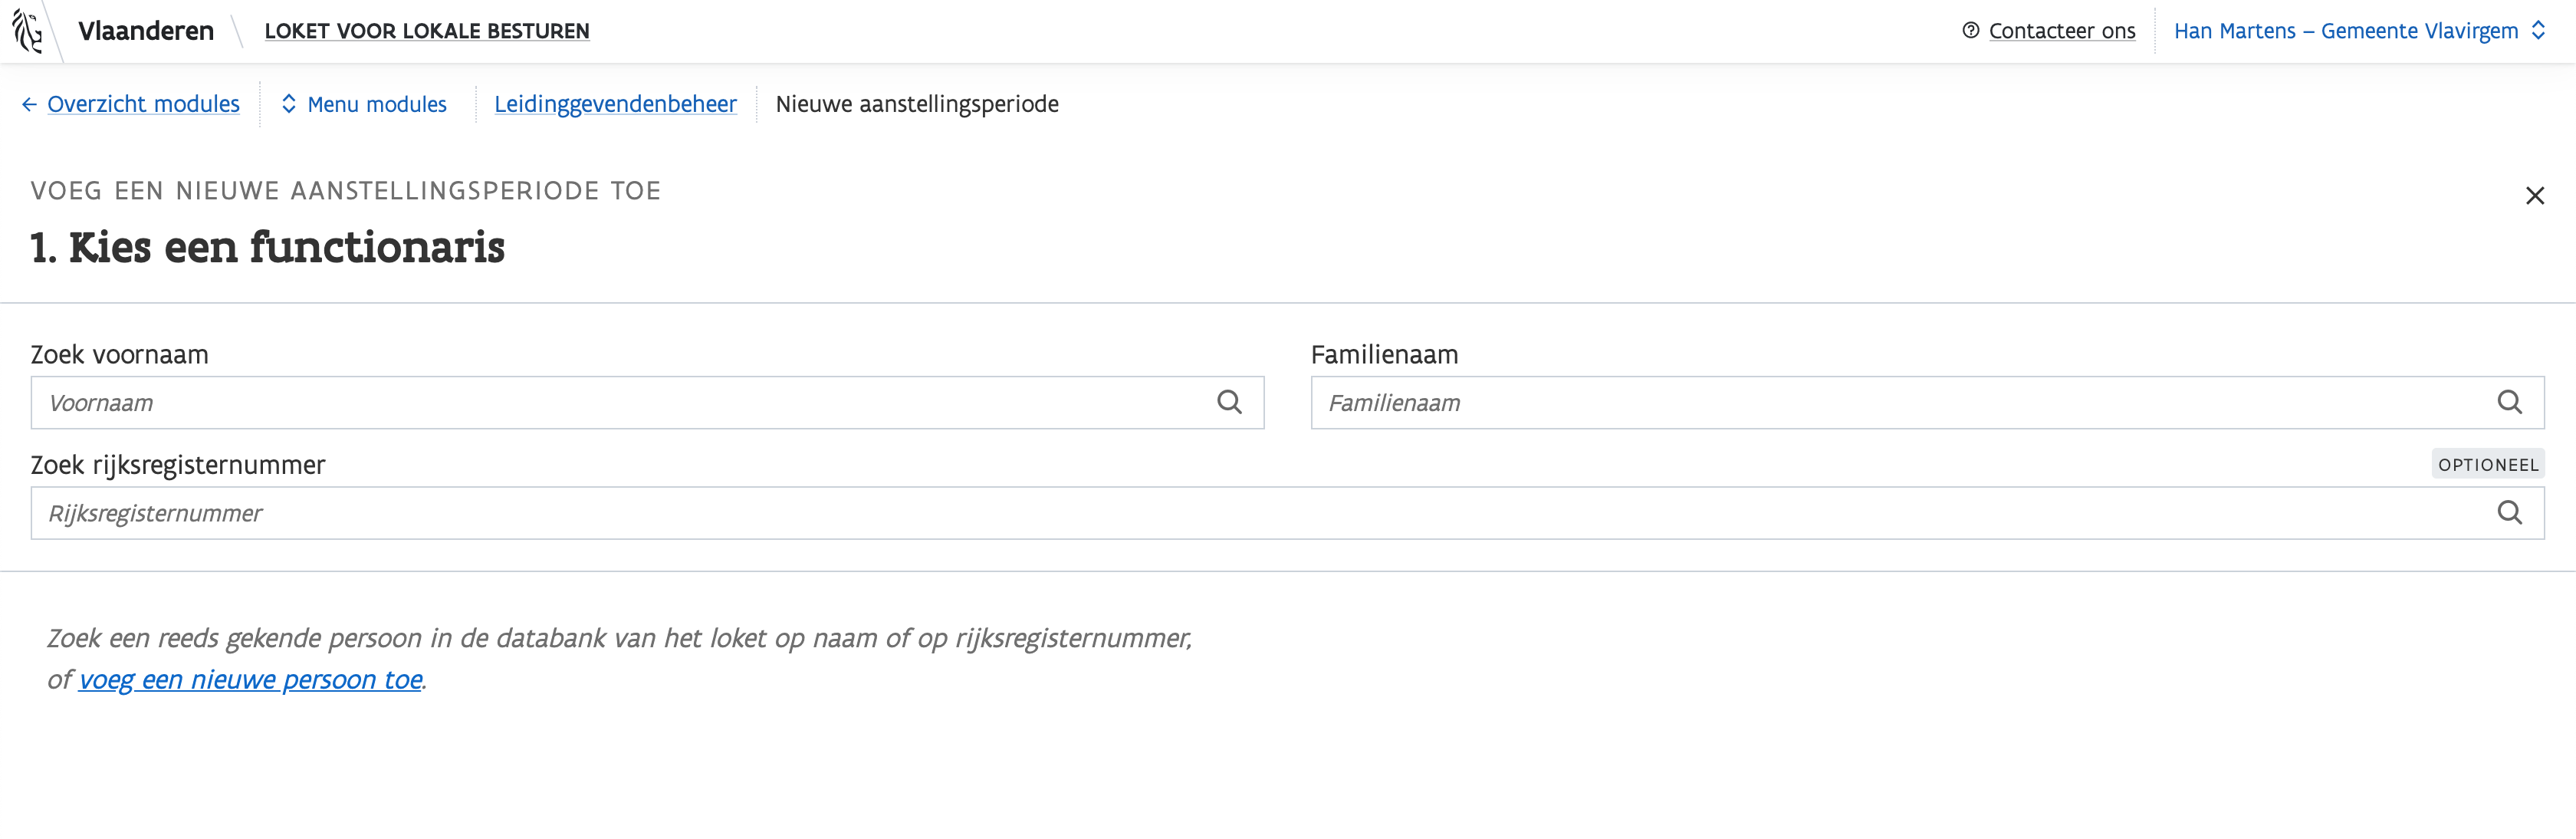 Vlaanderen
LOKET VOOR LOKALE BESTUREN
Contacteer ons
Han Martens – Gemeente Vlavirgem
Overzicht modules
Menu modules
Leidinggevendenbeheer
Nieuwe aanstellingsperiode
VOEG EEN NIEUWE AANSTELLINGSPERIODE TOE
1. Kies een functionaris
Zoek voornaam
Familienaam
Voornaam
Familienaam
Zoek rijksregisternummer
OPTIONEEL
Rijksregisternummer
Zoek een reeds gekende persoon in de databank van het loket op naam of op rijksregisternummer,
of voeg een nieuwe persoon toe.